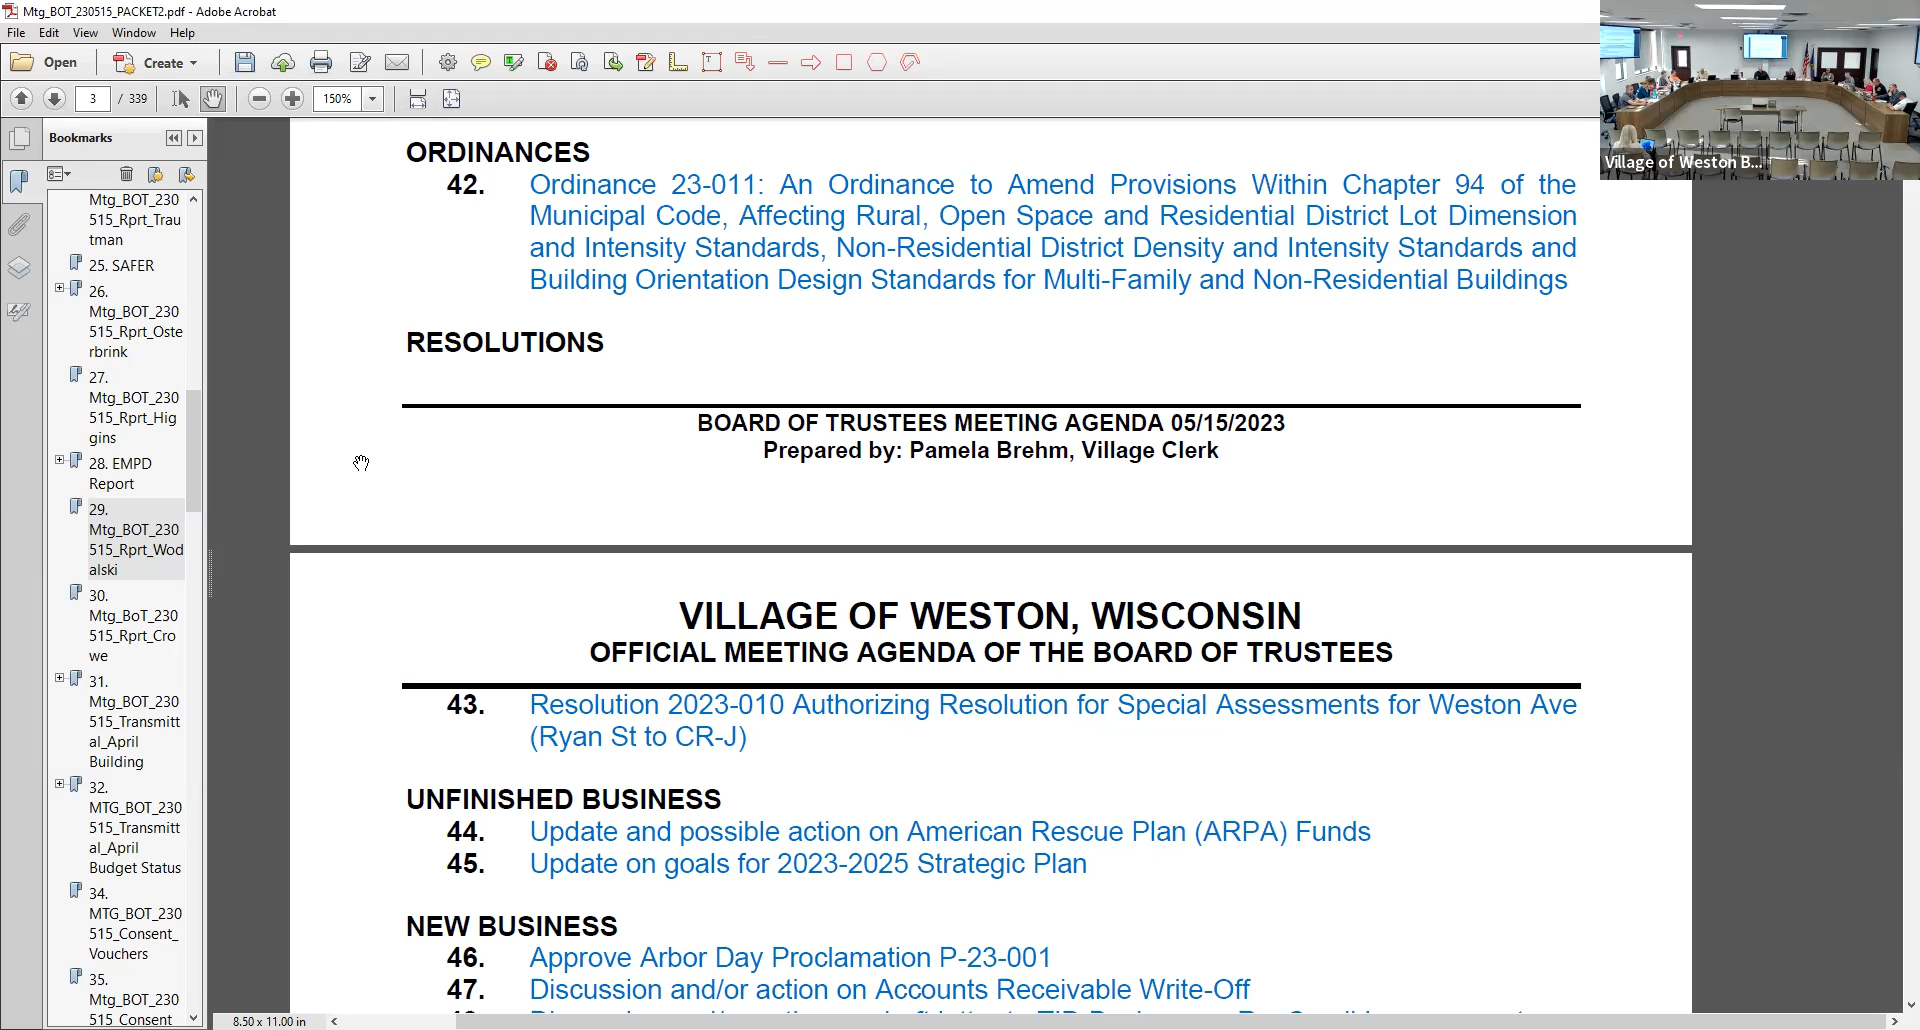 Mtg_BOT_230515_PACKET2.pdf - Adobe Acrobat
File Edit View Window Help
Open Create
3 / 339 150%
Village of Weston B...
Bookmarks
Mtg_BOT_230
515_Rprt_Trau
tman
25. SAFER
26.
Mtg_BOT_230
515_Rprt_Oste
rbrink
27.
Mtg_BOT_230
515_Rprt_Hig
gins
28. EMPD
Report
29.
Mtg_BOT_230
515_Rprt_Wod
alski
30.
Mtg_BoT_230
515_Rprt_Cro
we
31.
Mtg_BOT_230
515_Transmitt
al_April
Building
32.
MTG_BOT_230
515_Transmitt
al_April
Budget Status
34.
MTG_BOT_230
515_Consent_
Vouchers
35.
Mtg_BOT_230
515 Consent
ORDINANCES
42. Ordinance 23-011: An Ordinance to Amend Provisions Within Chapter 94 of the
Municipal Code, Affecting Rural, Open Space and Residential District Lot Dimension
and Intensity Standards, Non-Residential District Density and Intensity Standards and
Building Orientation Design Standards for Multi-Family and Non-Residential Buildings
RESOLUTIONS
BOARD OF TRUSTEES MEETING AGENDA 05/15/2023
Prepared by: Pamela Brehm, Village Clerk
VILLAGE OF WESTON, WISCONSIN
OFFICIAL MEETING AGENDA OF THE BOARD OF TRUSTEES
43. Resolution 2023-010 Authorizing Resolution for Special Assessments for Weston Ave
(Ryan St to CR-J)
UNFINISHED BUSINESS
44. Update and possible action on American Rescue Plan (ARPA) Funds
45. Update on goals for 2023-2025 Strategic Plan
NEW BUSINESS
46. Approve Arbor Day Proclamation P-23-001
47. Discussion and/or action on Accounts Receivable Write-Off
8.50 x 11.00 in